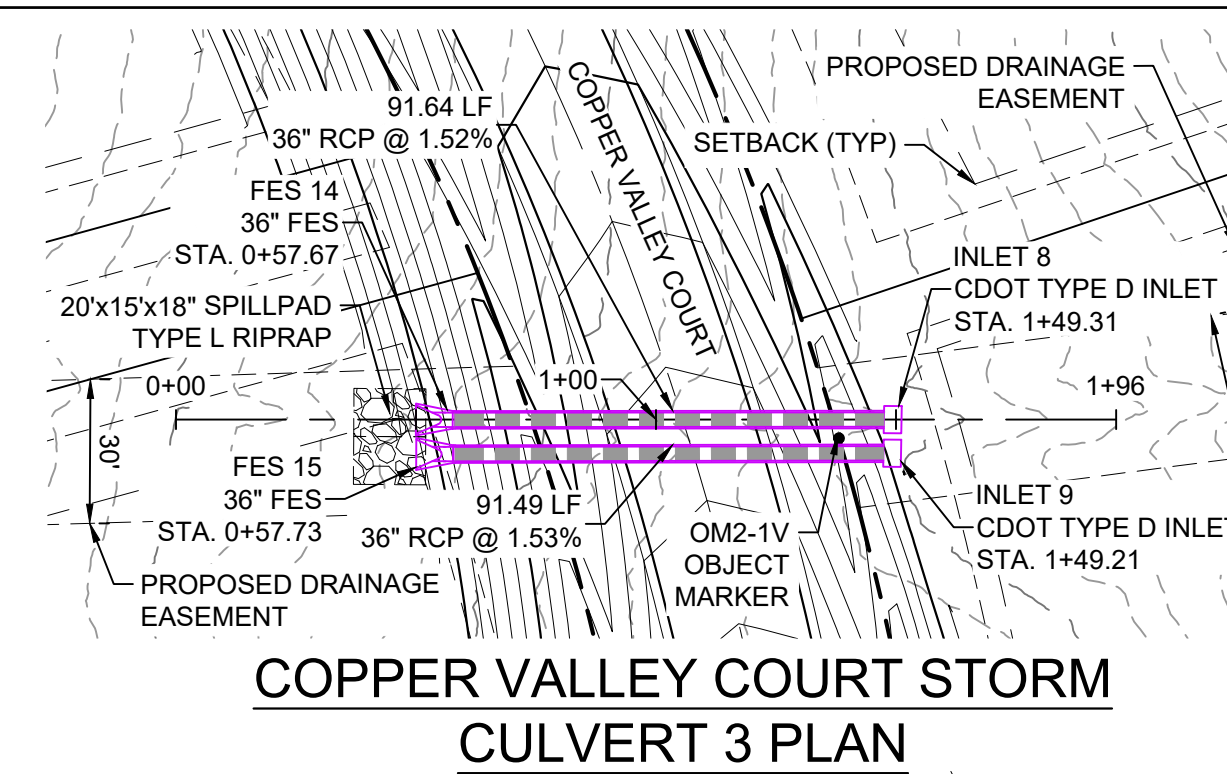 PROPOSED DRAINAGE
EASEMENT
SETBACK (TYP)
COPPER VALLEY COURT
91.64 LF
36" RCP @ 1.52%
FES 14
36" FES
STA. 0+57.67
20'x15'x18" SPILLPAD
TYPE L RIPRAP
INLET 8
CDOT TYPE D INLET
STA. 1+49.31
0+00
1+00
1+96
30'
FES 15
36" FES
STA. 0+57.73
91.49 LF
36" RCP @ 1.53%
OM2-1V
OBJECT
MARKER
INLET 9
CDOT TYPE D INLET
STA. 1+49.21
PROPOSED DRAINAGE
EASEMENT
COPPER VALLEY COURT STORM
CULVERT 3 PLAN